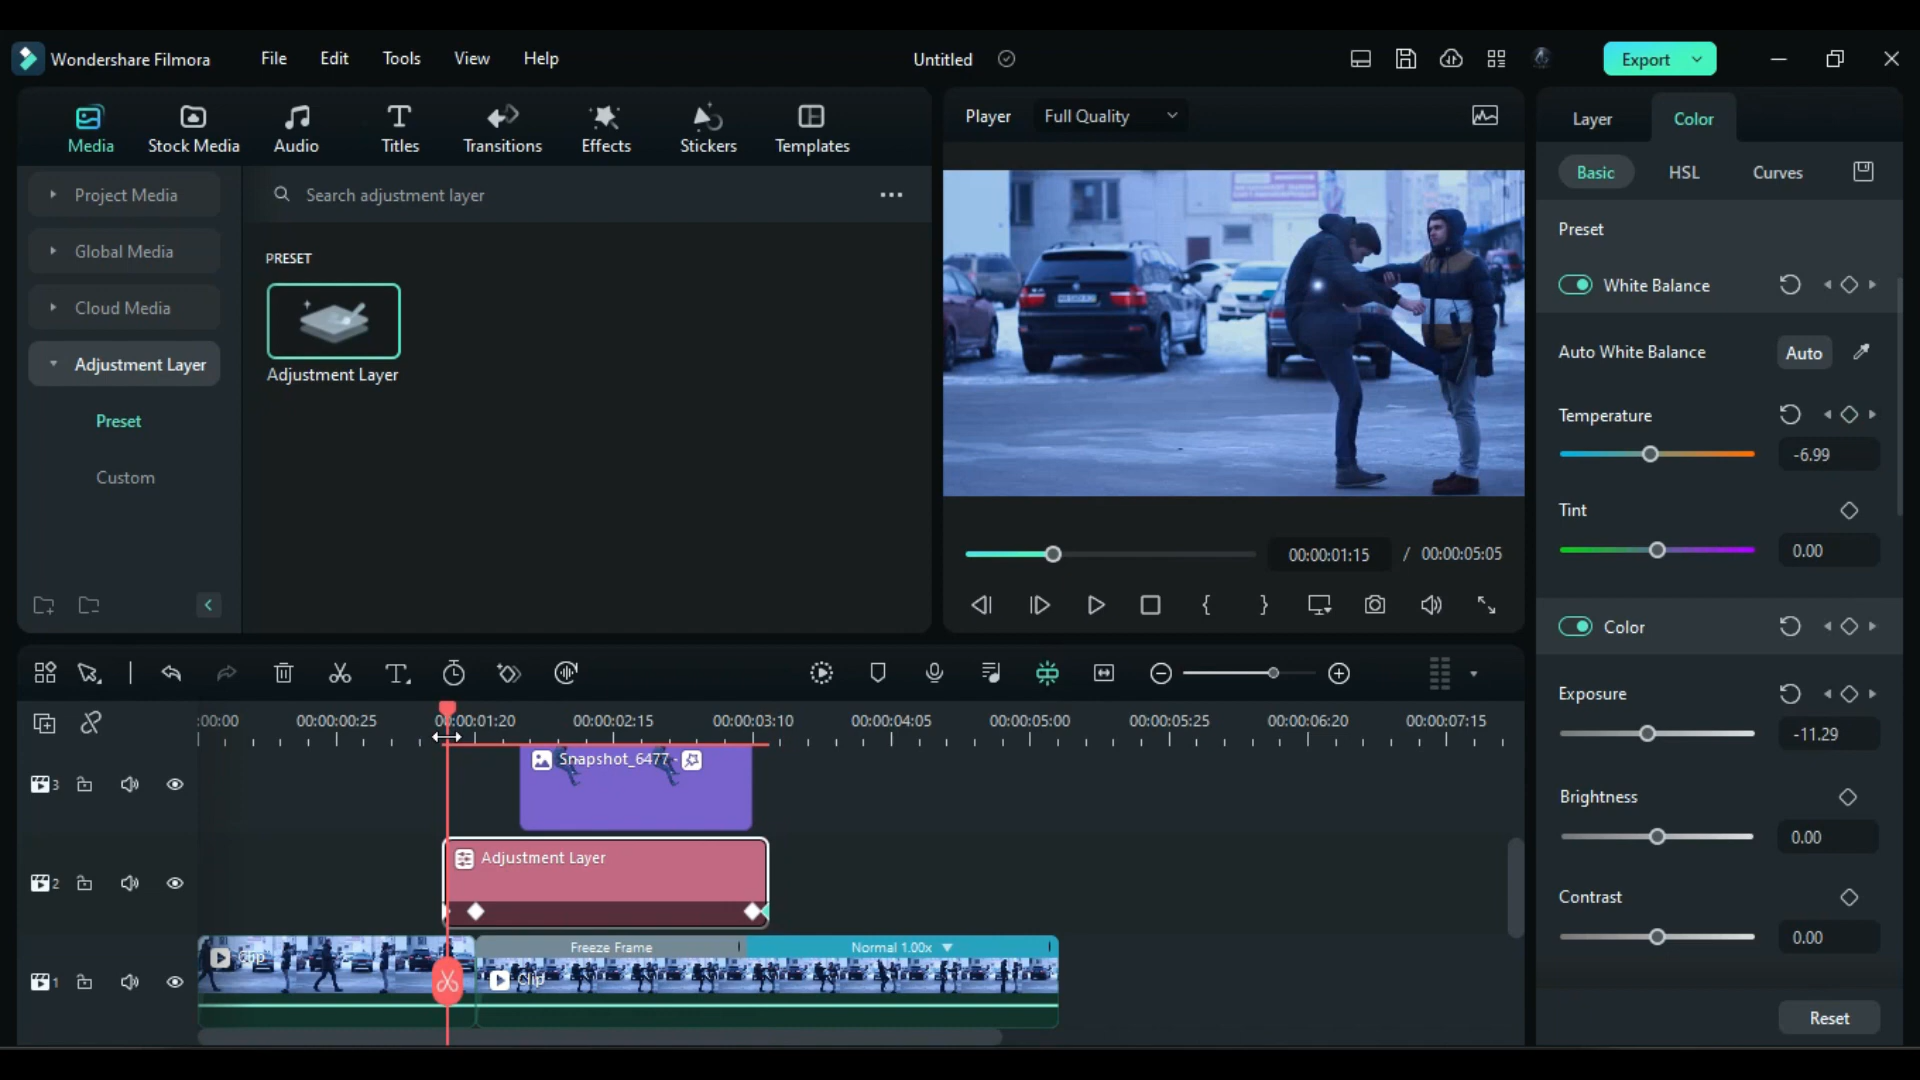 Wondershare Filmora File Edit Tools View Help Untitled Export
Media Stock Media Audio Titles Transitions Effects Stickers Templates
Player Full Quality
Layer Color
Basic HSL Curves
Project Media
Search adjustment layer
Global Media
Cloud Media
Adjustment Layer
Preset
Custom
PRESET
Adjustment Layer
00:00:01:15 / 00:00:05:05
Preset
White Balance
Auto White Balance Auto
Temperature
-6.99
Tint
0.00
Color
Exposure
-11.29
Brightness
0.00
Contrast
0.00
Reset
:00:00 00:00:00:25 00:00:01:20 00:00:02:15 00:00:03:10 00:00:04:05 00:00:05:00 00:00:05:25 00:00:06:20 00:00:07:15
3
Snapshot_6477 -
2
Adjustment Layer
Freeze Frame Normal 1.00x
1
Clip Clip